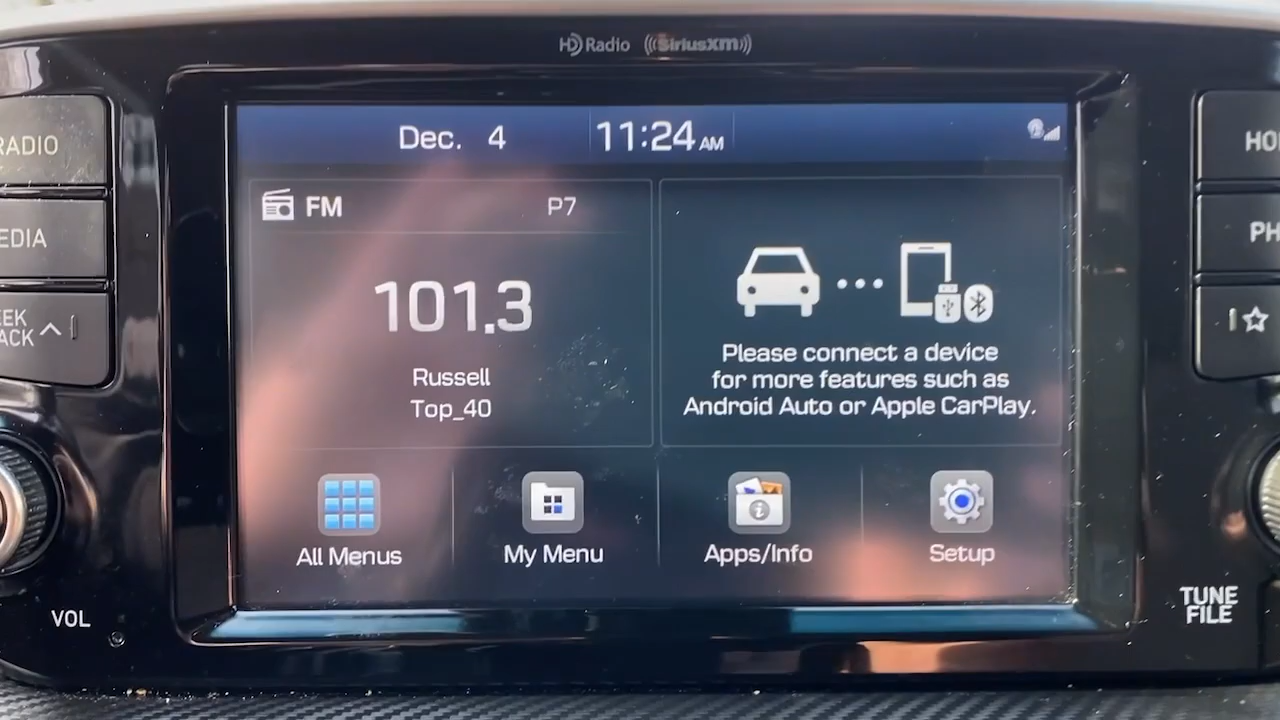 HD Radio ((SiriusXM))
Dec. 4 11:24 AM
RADIO
EDIA
EEK
ACK
VOL
FM P7
101.3
Russell
Top_40
Please connect a device
for more features such as
Android Auto or Apple CarPlay.
All Menus My Menu Apps/Info Setup
HO
PH
TUNE
FILE